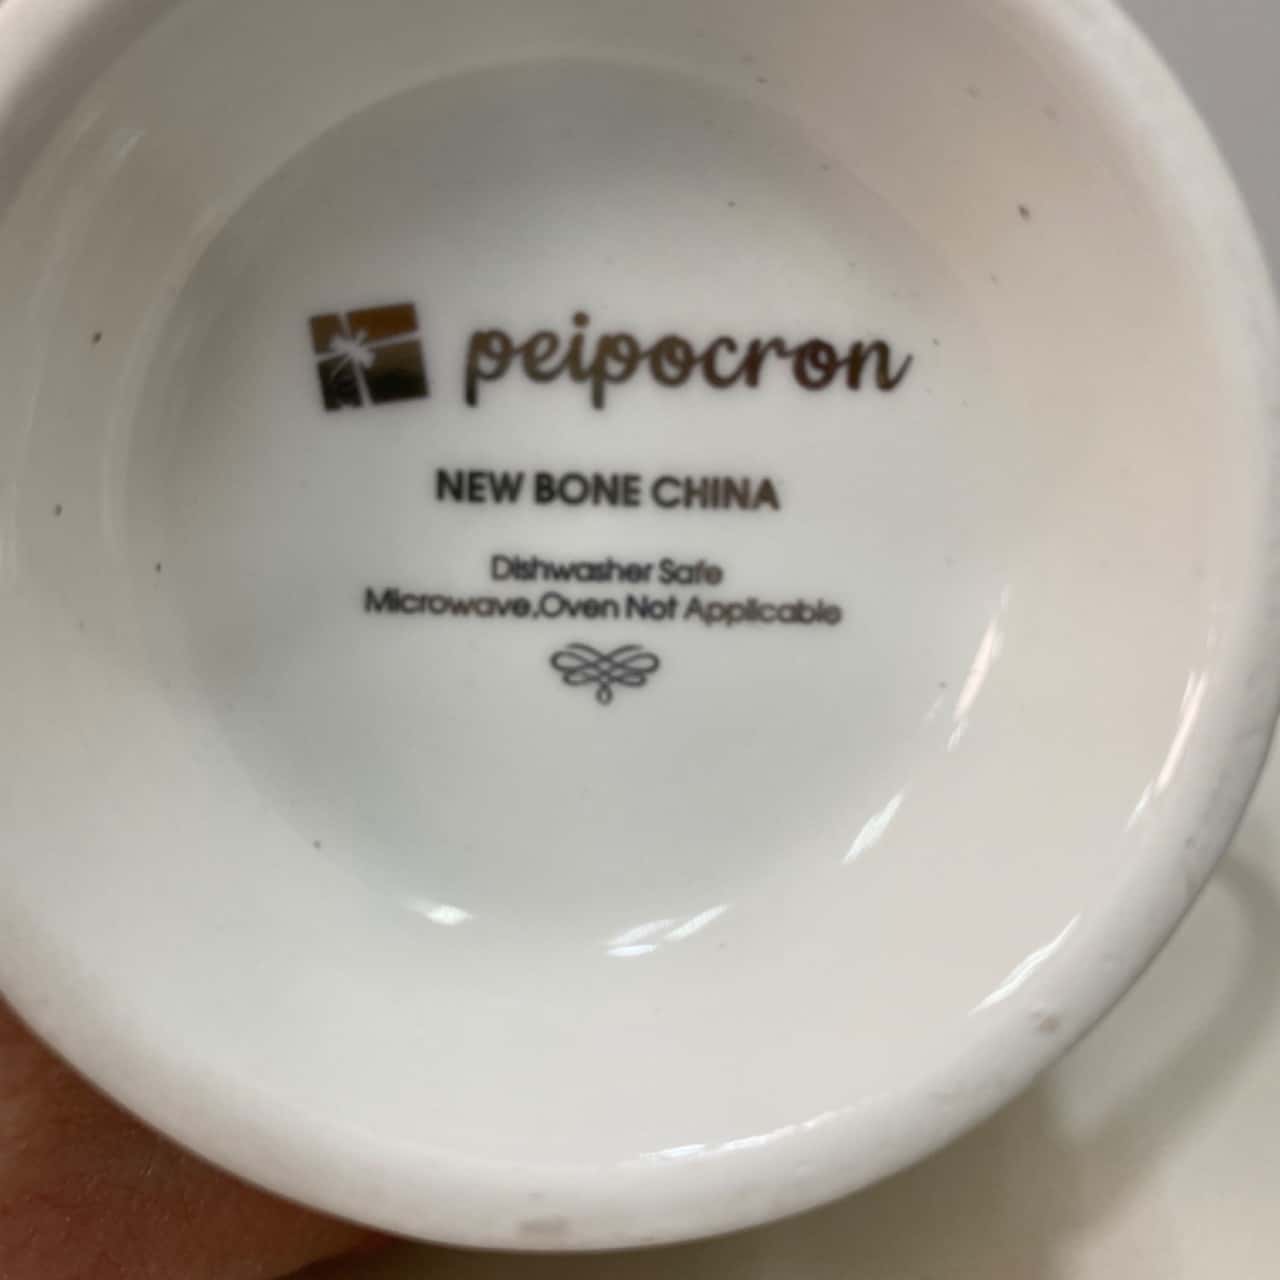 peipocron
NEW BONE CHINA
Dishwasher Safe
Microwave,Oven Not Applicable